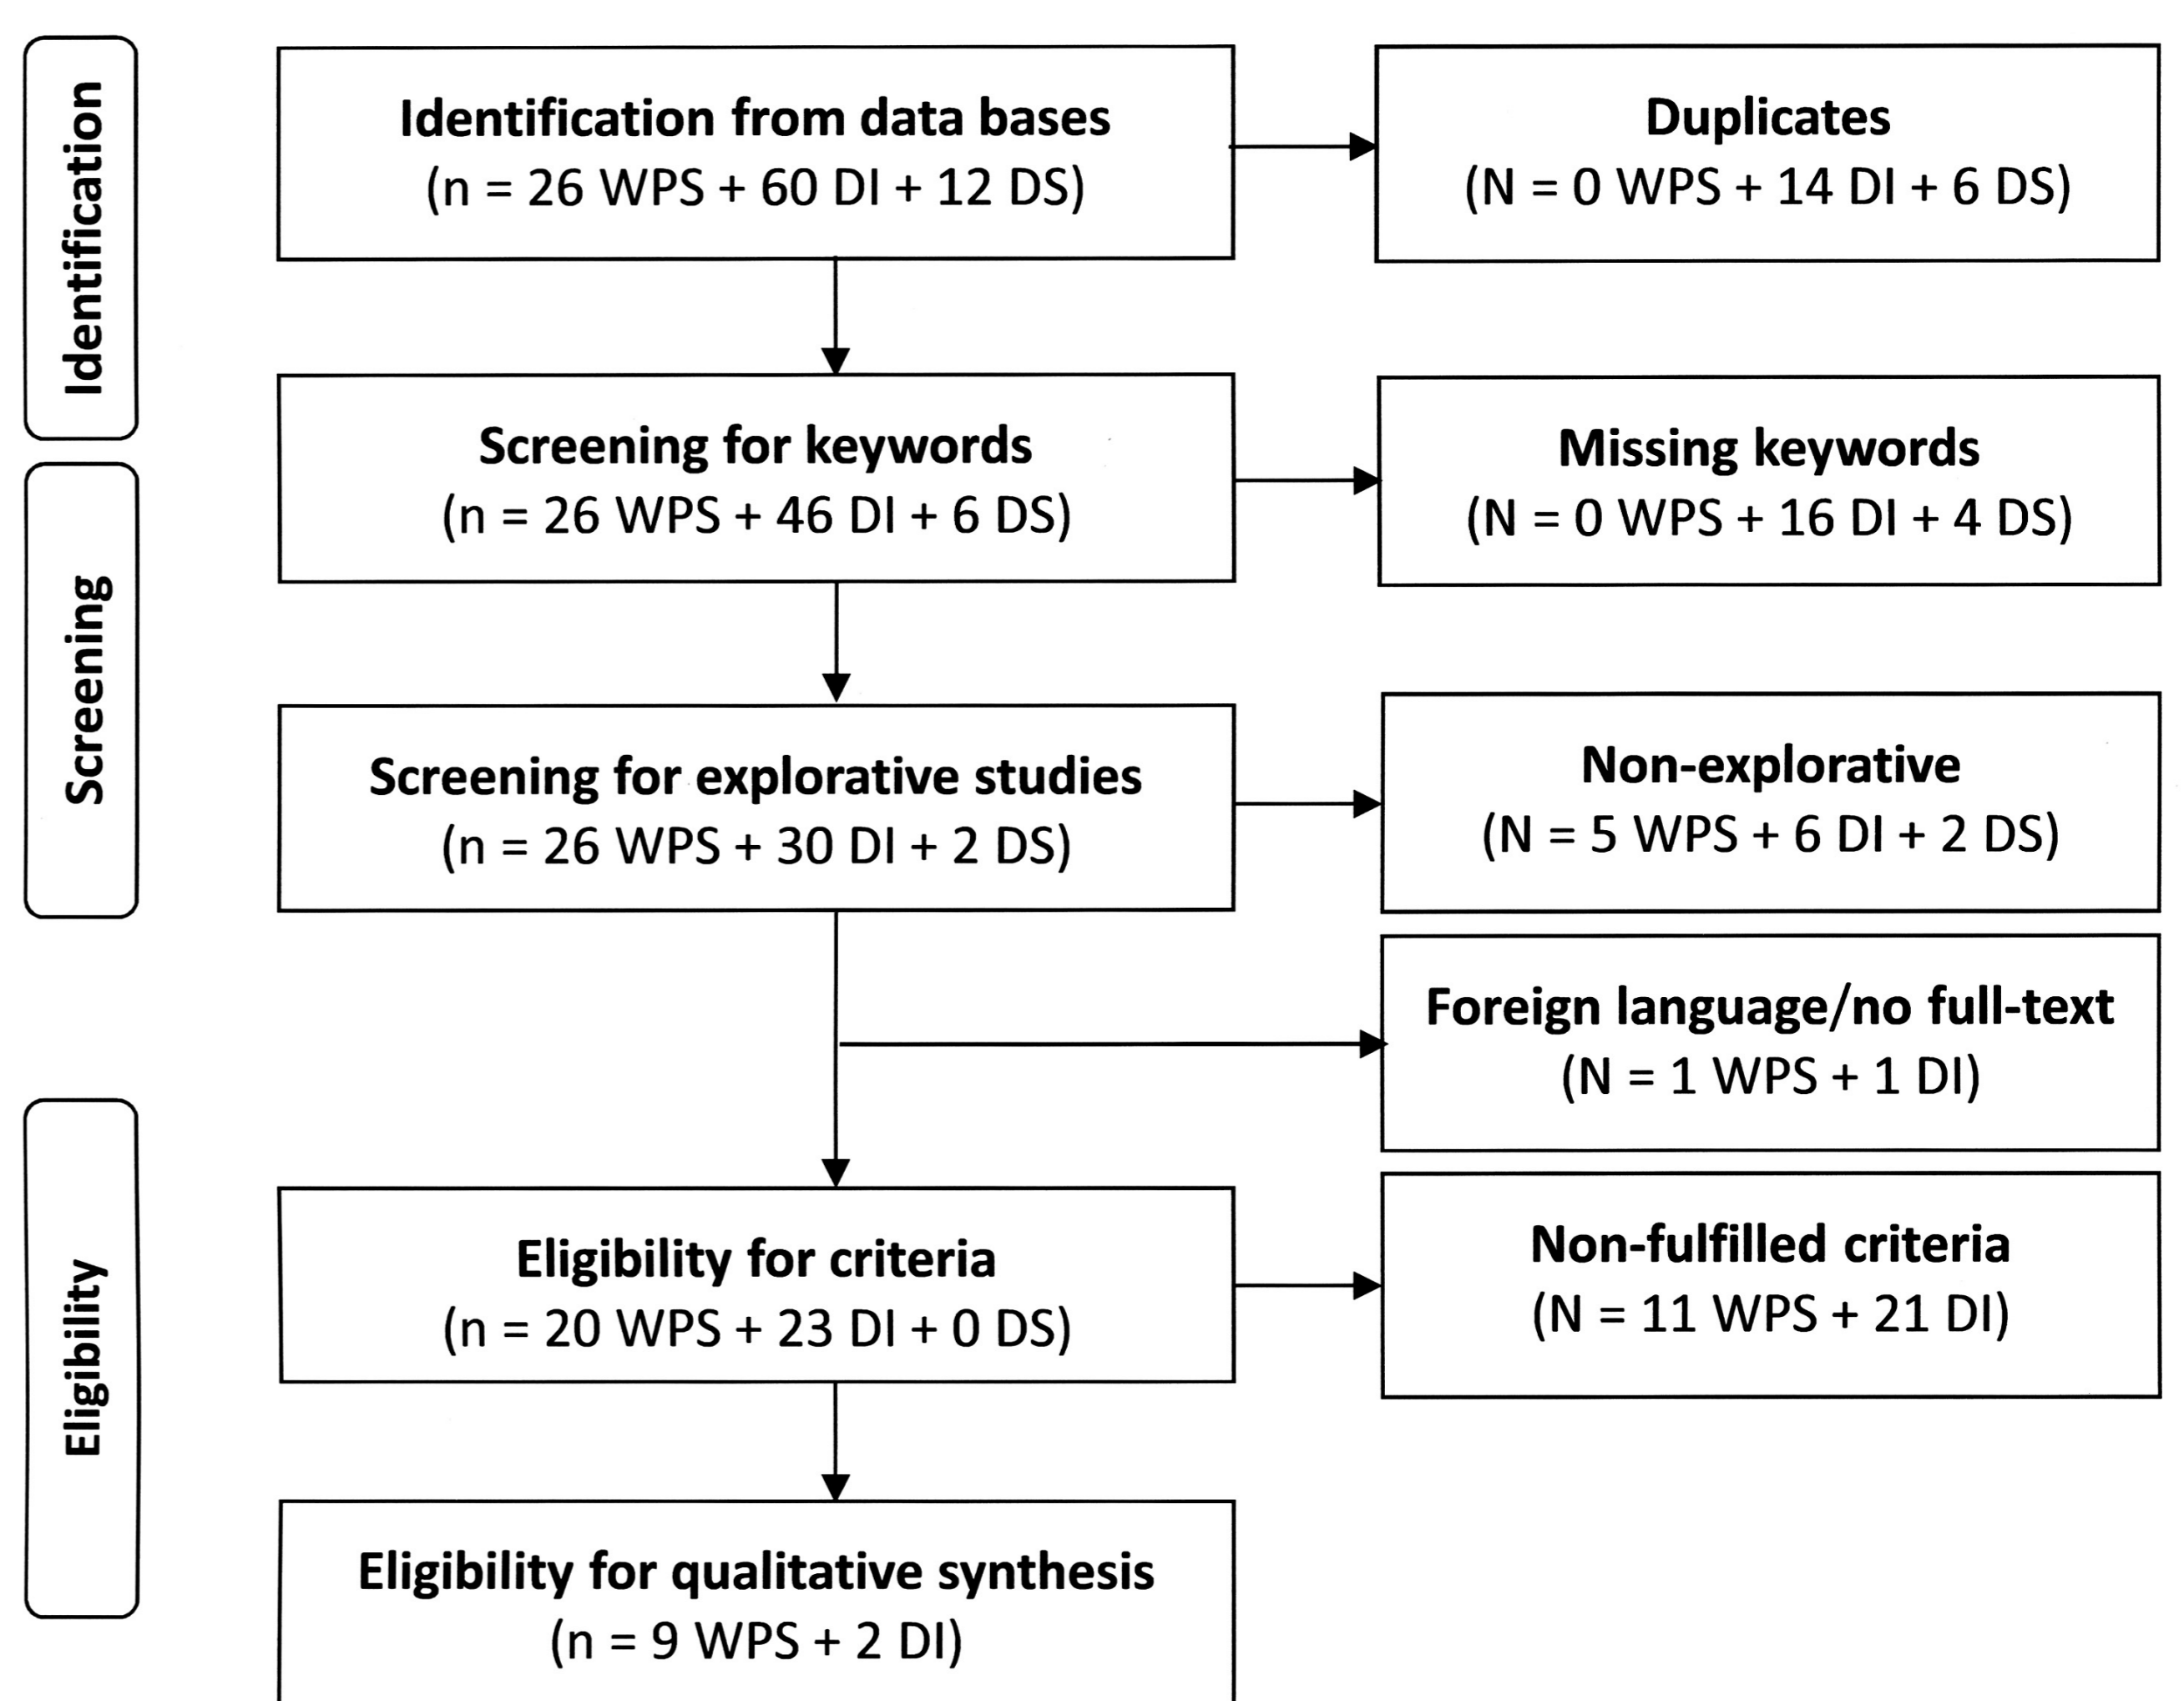 Identification
Identification from data bases
(n = 26 WPS + 60 DI + 12 DS)
Duplicates
(N = 0 WPS + 14 DI + 6 DS)
Screening for keywords
(n = 26 WPS + 46 DI + 6 DS)
Missing keywords
(N = 0 WPS + 16 DI + 4 DS)
Screening
Screening for explorative studies
(n = 26 WPS + 30 DI + 2 DS)
Non-explorative
(N = 5 WPS + 6 DI + 2 DS)
Foreign language/no full-text
(N = 1 WPS + 1 DI)
Eligibility
Eligibility for criteria
(n = 20 WPS + 23 DI + 0 DS)
Non-fulfilled criteria
(N = 11 WPS + 21 DI)
Eligibility for qualitative synthesis
(n = 9 WPS + 2 DI)